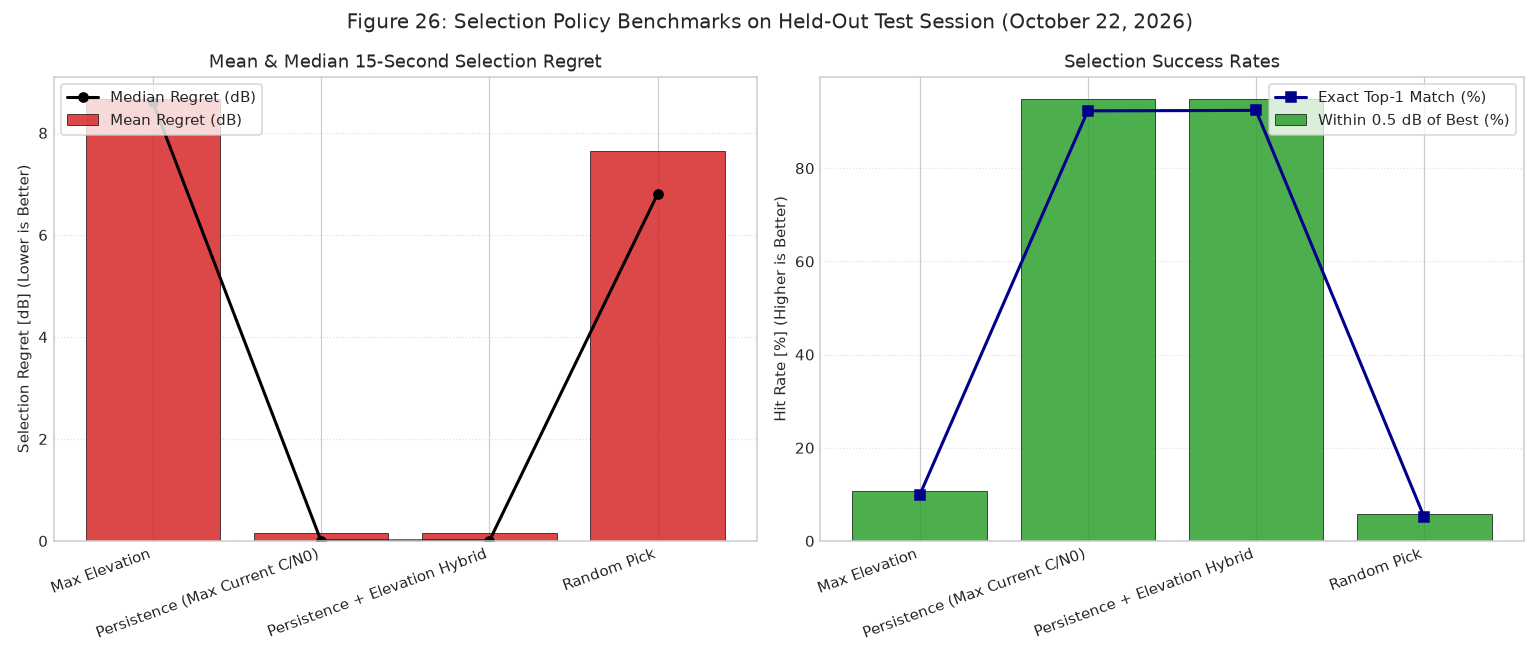 Figure 26: Selection Policy Benchmarks on Held-Out Test Session (October 22, 2026)
Mean & Median 15-Second Selection Regret
Median Regret (dB)
Mean Regret (dB)
Selection Regret [dB] (Lower is Better)
8
6
4
2
0
Max Elevation
Persistence (Max Current C/N0)
Persistence + Elevation Hybrid
Random Pick
Selection Success Rates
Exact Top-1 Match (%)
Within 0.5 dB of Best (%)
Hit Rate [%] (Higher is Better)
80
60
40
20
0
Max Elevation
Persistence (Max Current C/N0)
Persistence + Elevation Hybrid
Random Pick